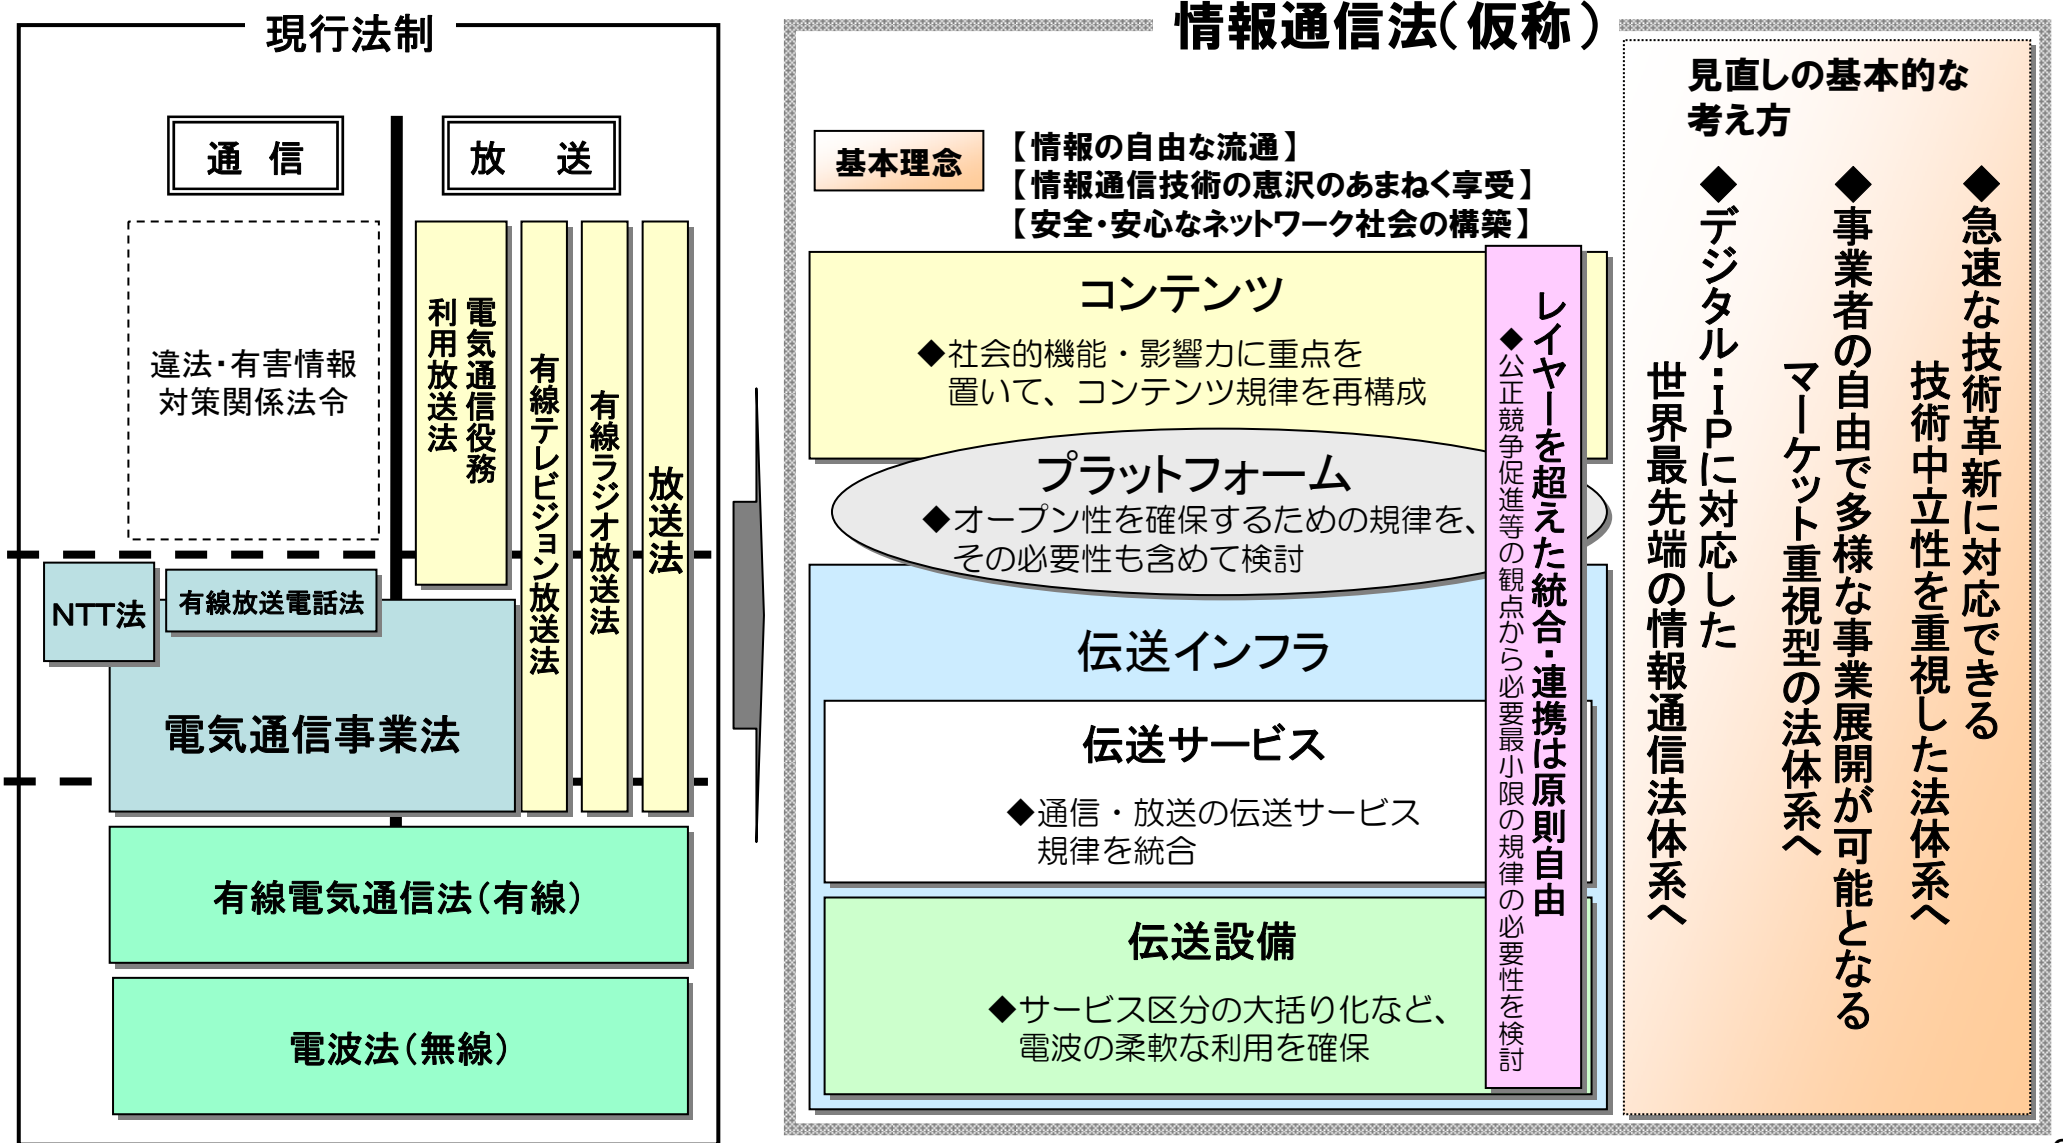 現行法制
通 信
放 送
違法・有害情報
対策関係法令
電気通信役務
利用放送法
有線テレビジョン放送法
有線ラジオ放送法
放送法
NTT法
有線放送電話法
電気通信事業法
有線電気通信法（有線）
電波法（無線）
情報通信法（仮称）
基本理念
【情報の自由な流通】
【情報通信技術の恵沢のあまねく享受】
【安全・安心なネットワーク社会の構築】
コンテンツ
◆社会的機能・影響力に重点を
置いて、コンテンツ規律を再構成
プラットフォーム
◆オープン性を確保するための規律を、
その必要性も含めて検討
伝送インフラ
伝送サービス
◆通信・放送の伝送サービス
規律を統合
伝送設備
◆サービス区分の大括り化など、
電波の柔軟な利用を確保
レイヤーを超えた統合・連携は原則自由
◆公正競争促進等の観点から必要最小限の規律の必要性を検討
見直しの基本的な
考え方
◆急速な技術革新に対応できる
技術中立性を重視した法体系へ
◆事業者の自由で多様な事業展開が可能となる
マーケット重視型の法体系へ
◆デジタル・IPに対応した
世界最先端の情報通信法体系へ